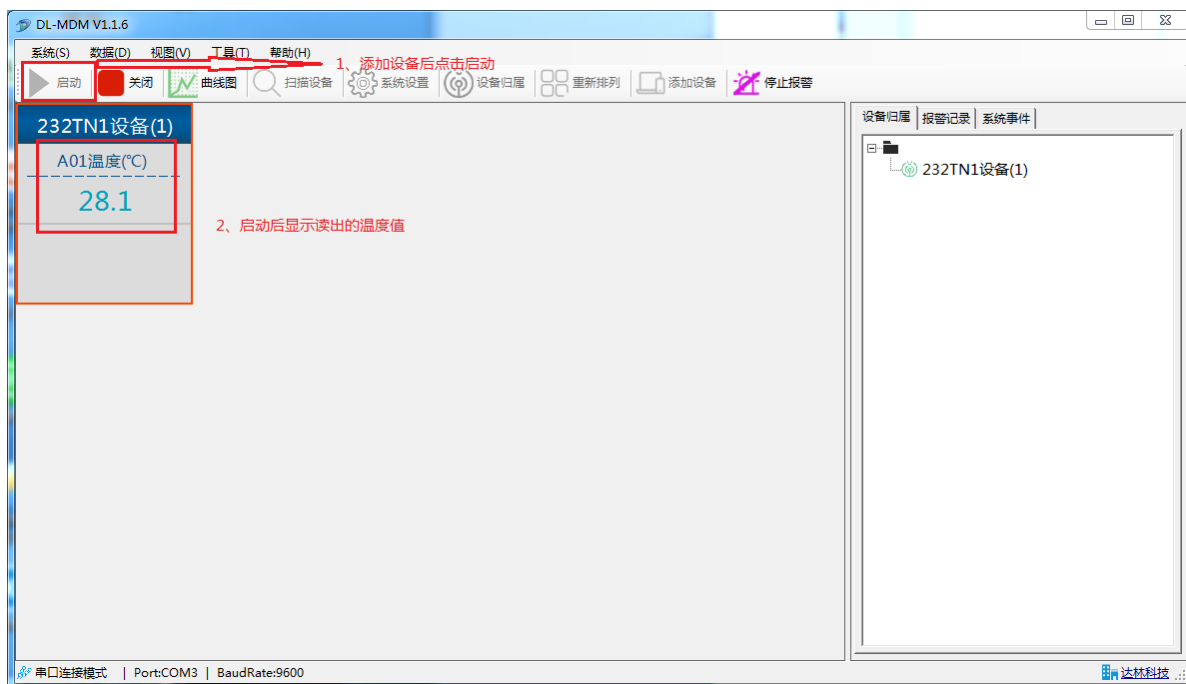 DL-MDM V1.1.6
系统(S) 数据(D) 视图(V) 工具(T) 帮助(H)
1、添加设备后点击启动
启动 关闭 曲线图 扫描设备 系统设置 设备归属 重新排列 添加设备 停止报警
232TN1设备(1)
A01温度(℃)
28.1
2、启动后显示读出的温度值
设备归属 报警记录 系统事件
232TN1设备(1)
串口连接模式 | Port:COM3 | BaudRate:9600
达林科技